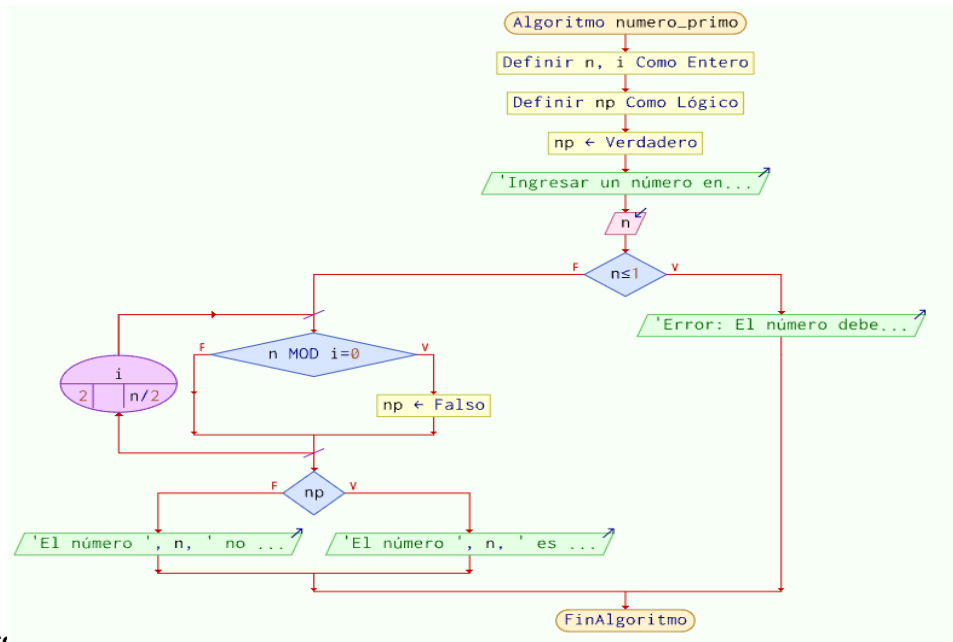 Algoritmo numero_primo
Definir n, i Como Entero
Definir np Como Lógico
np ← Verdadero
'Ingresar un número en...
n
F
n≤1
V
'Error: El número debe...
F
n MOD i=0
V
i
2
n/2
np ← Falso
F
np
V
'El número ', n, ' no ...
'El número ', n, ' es ...
FinAlgoritmo